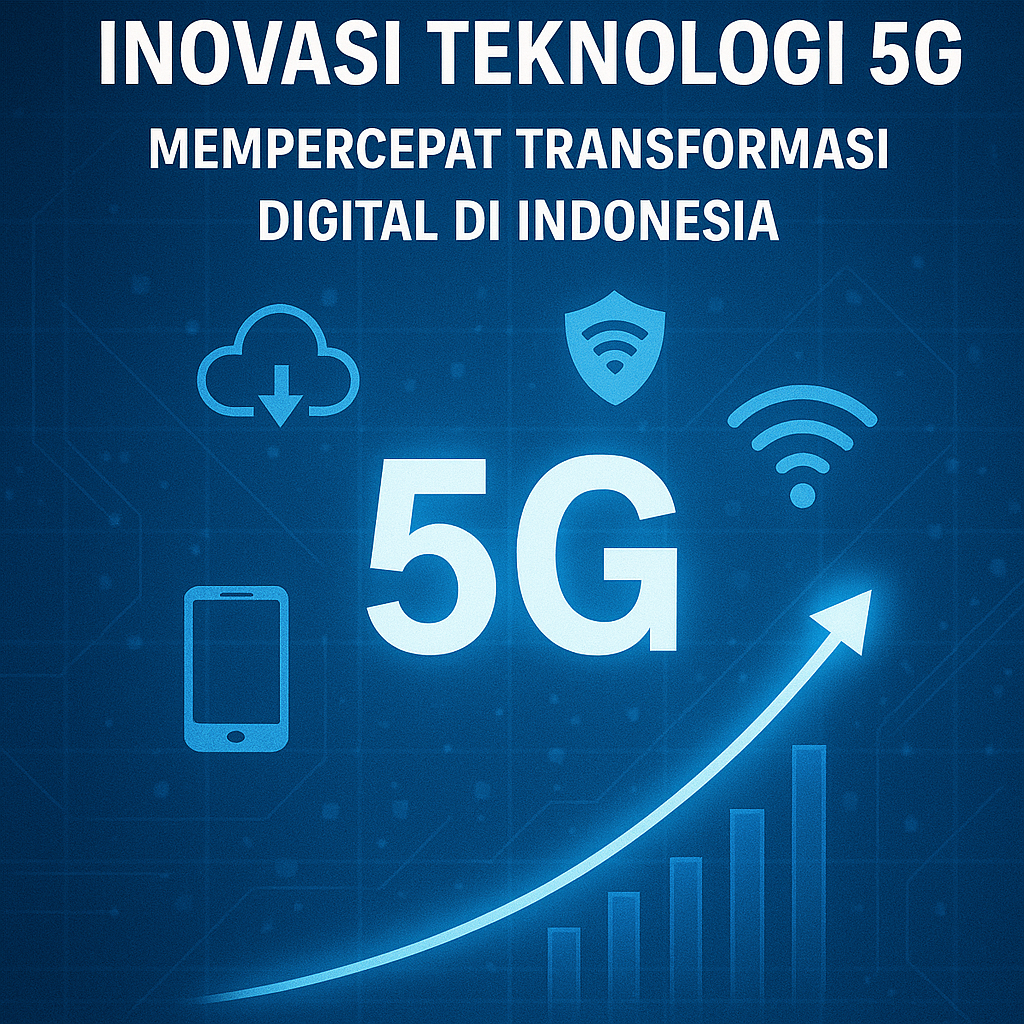 INOVASI TEKNOLOGI 5G
MEMPERCEPAT TRANSFORMASI
DIGITAL DI INDONESIA
5G